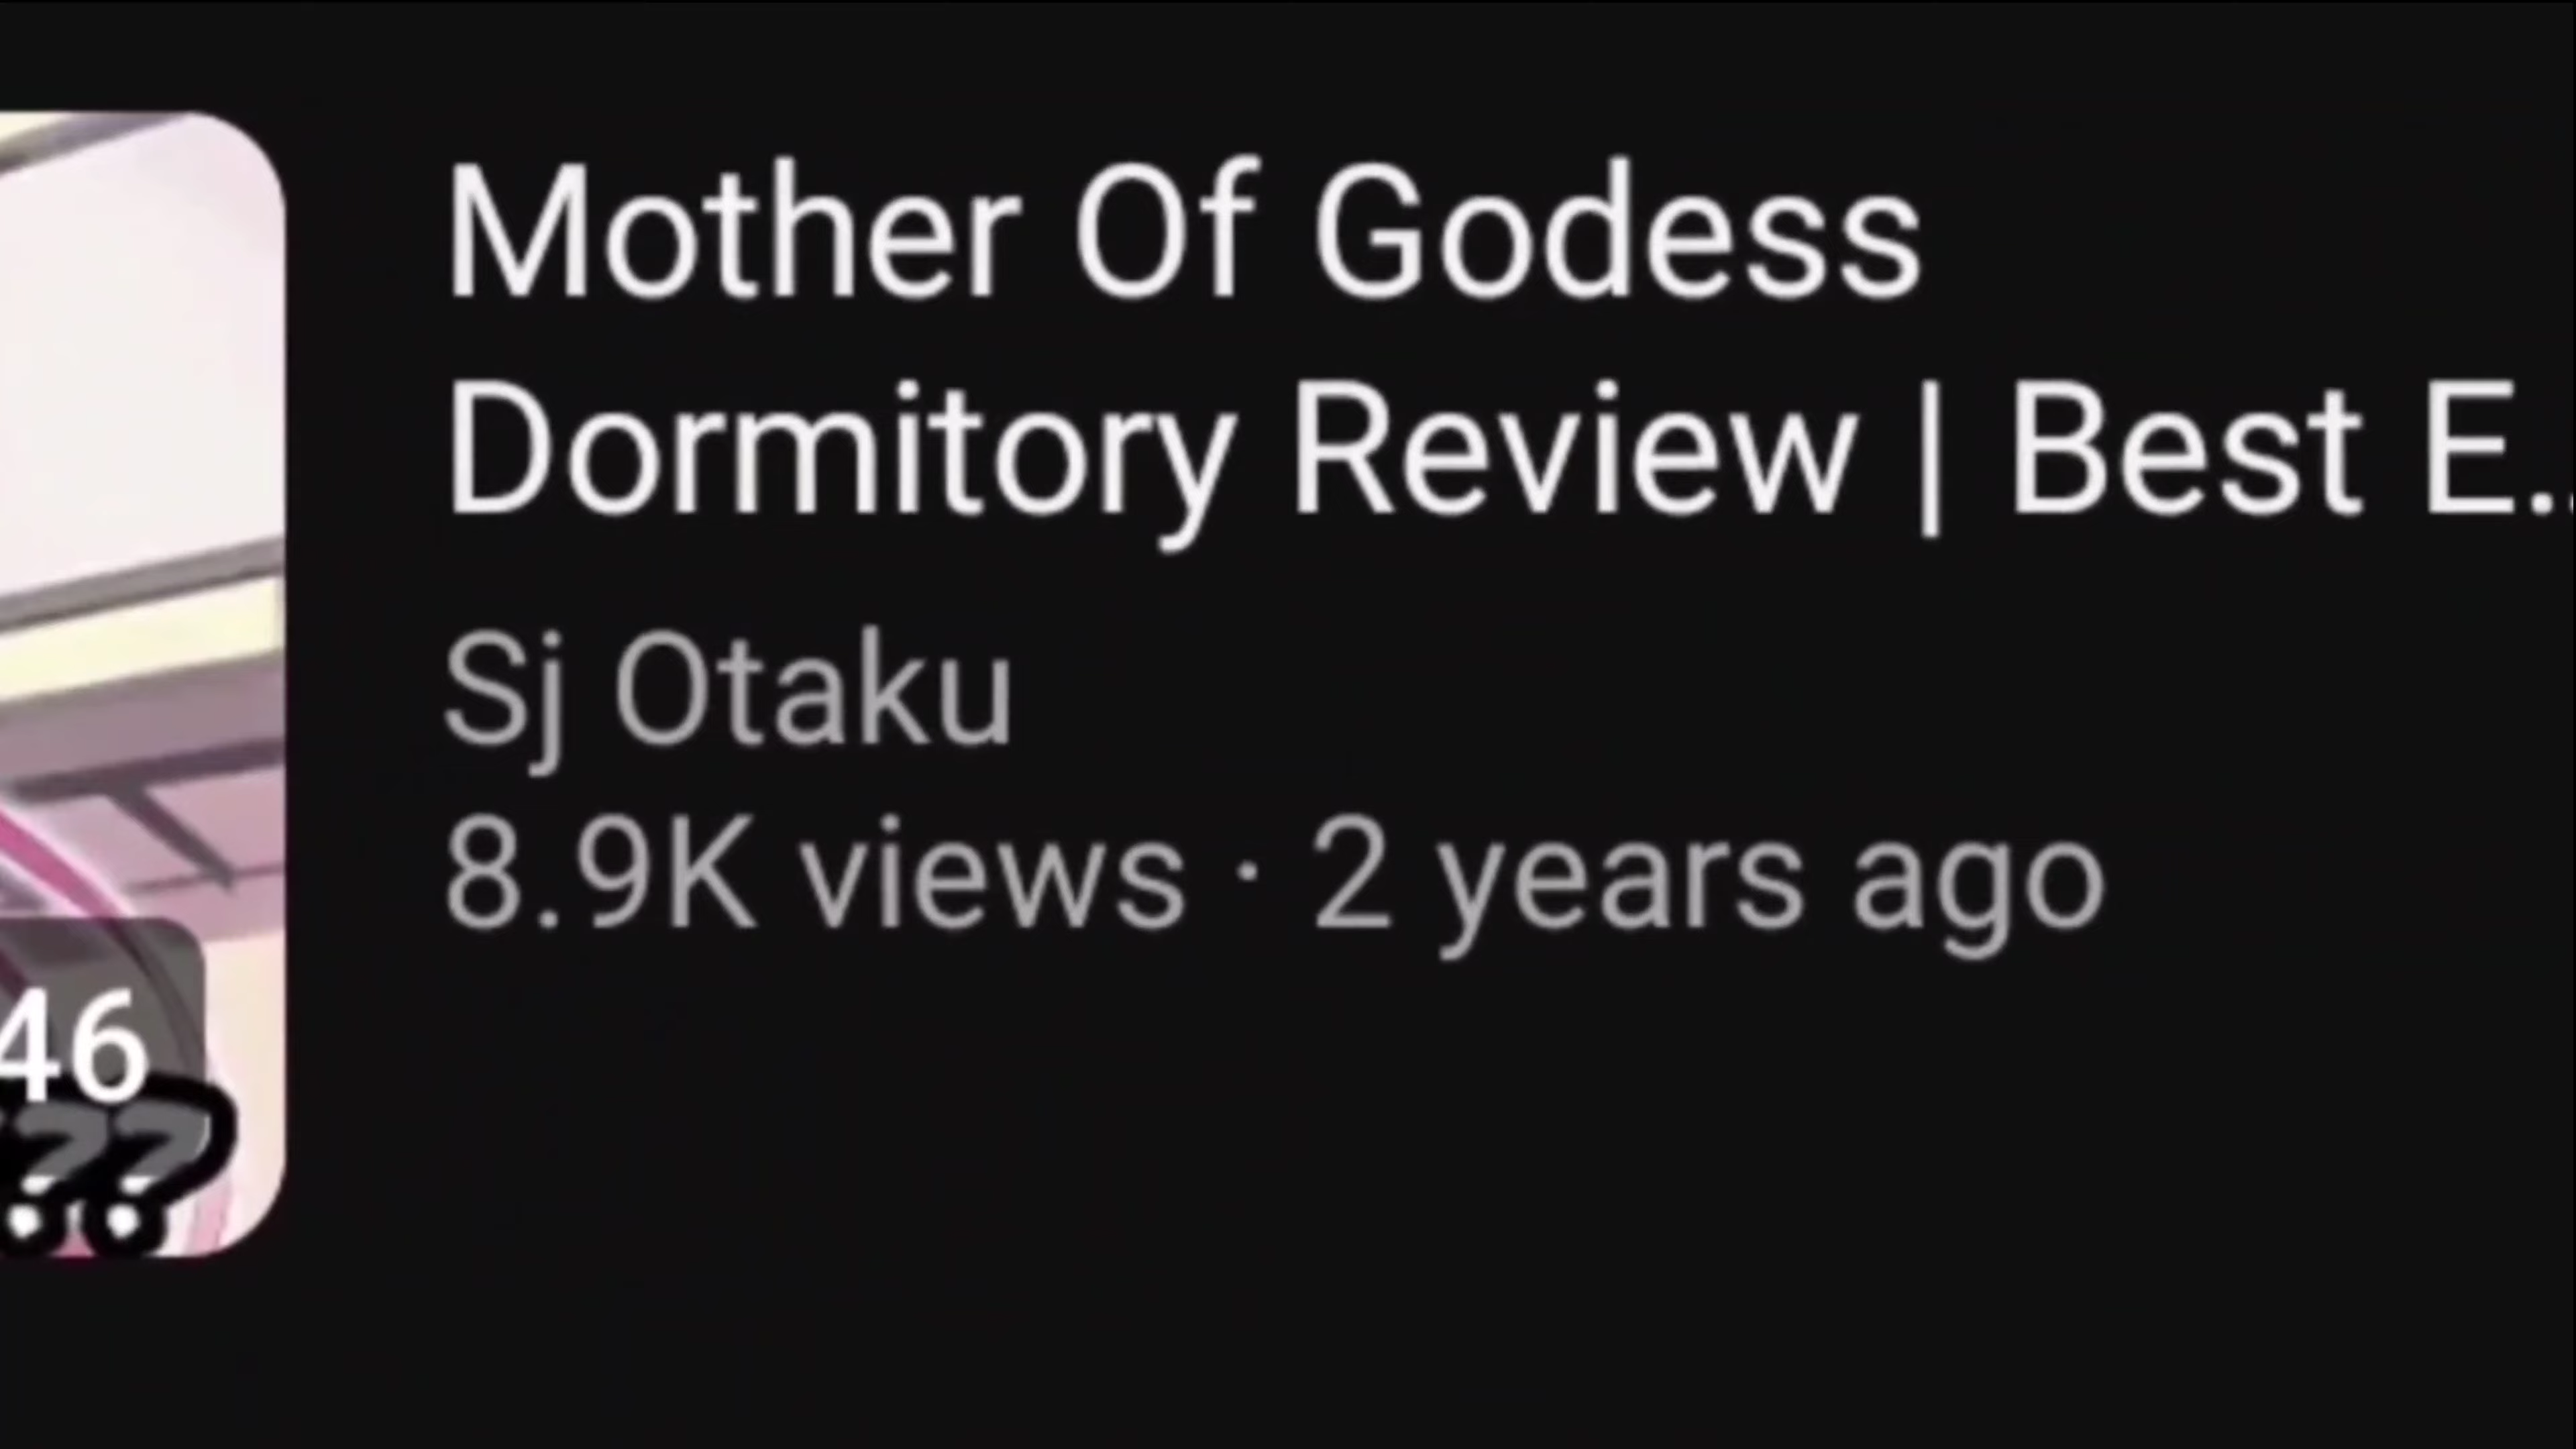 Mother Of Godess
Dormitory Review | Best E..
Sj Otaku
8.9K views · 2 years ago
46
??